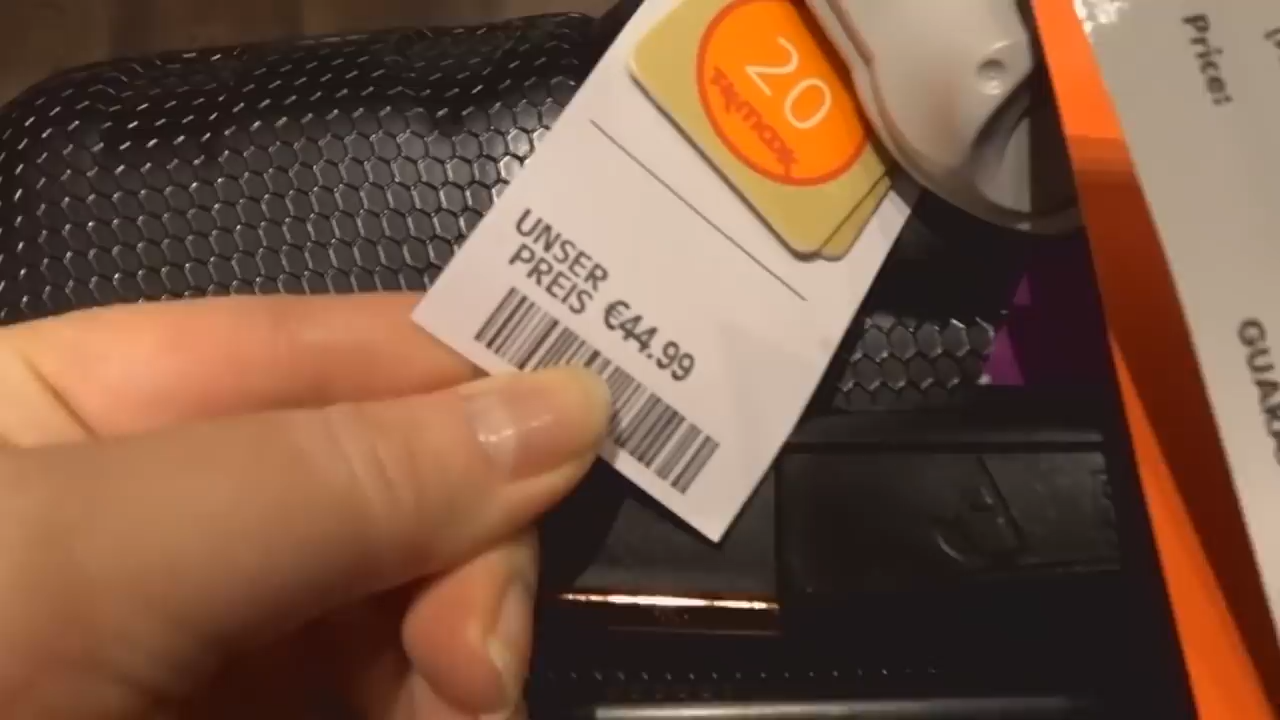 20
TK maxx
UNSER
PREIS €44.99
Price: